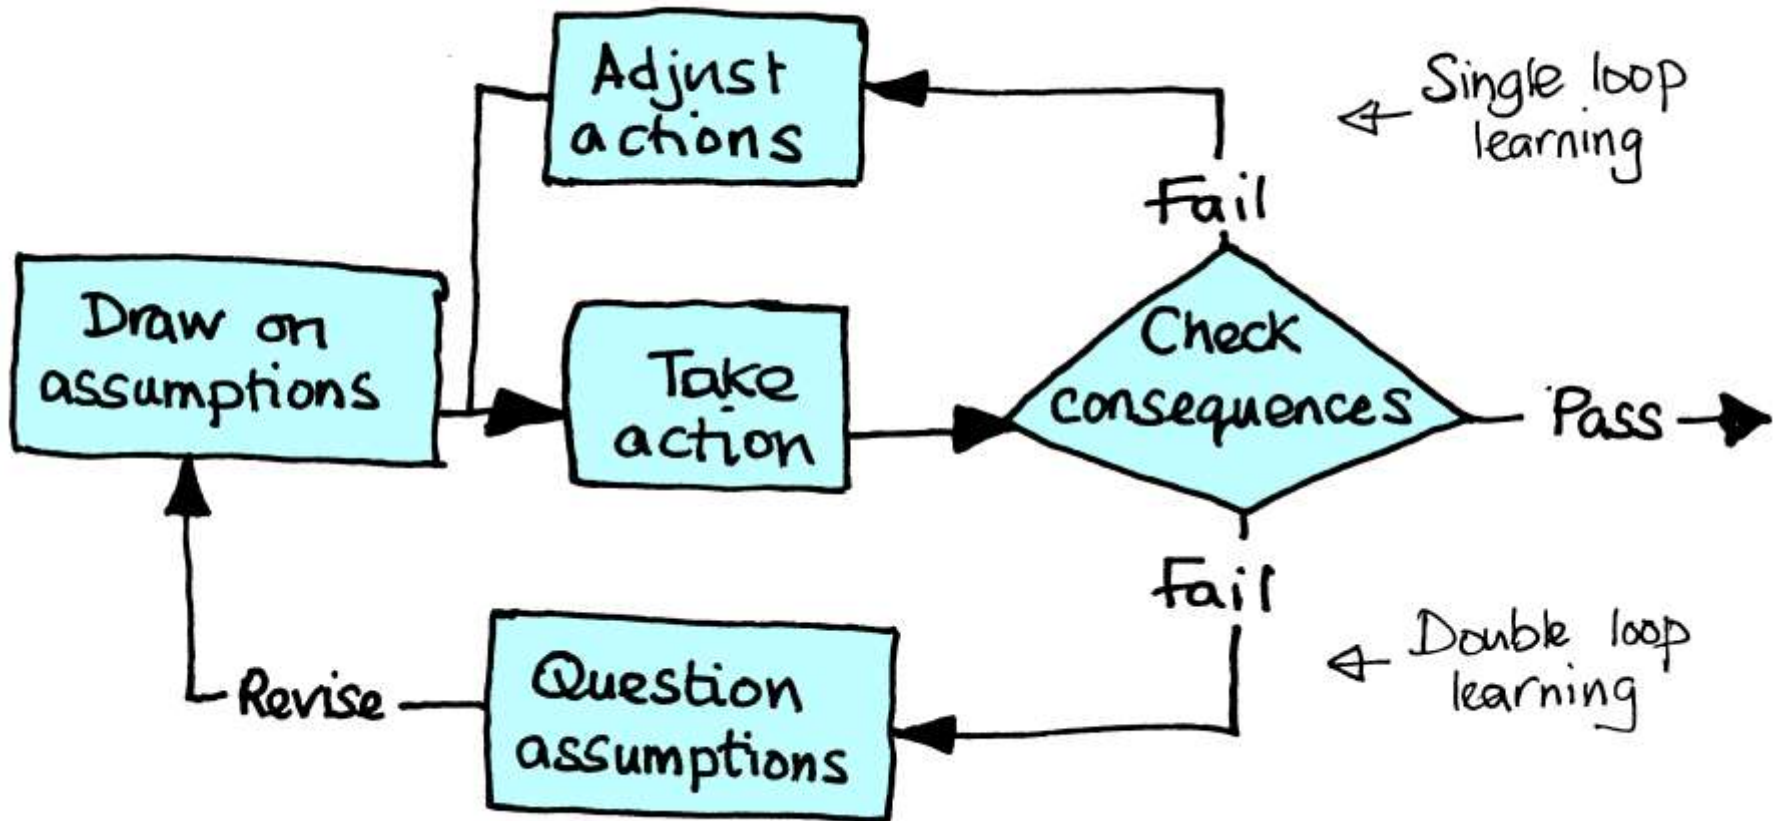 Adjust
actions
Single loop
learning
Fail
Draw on
assumptions
Take
action
Check
consequences
Pass
Fail
Double loop
learning
Revise
Question
assumptions